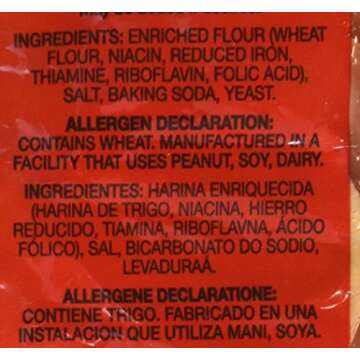 INGREDIENTS: ENRICHED FLOUR (WHEAT
FLOUR, NIACIN, REDUCED IRON,
THIAMINE, RIBOFLAVIN, FOLIC ACID),
SALT, BAKING SODA, YEAST.
ALLERGEN DECLARATION:
CONTAINS WHEAT. MANUFACTURED IN A
FACILITY THAT USES PEANUT, SOY, DAIRY.
INGREDIENTES: HARINA ENRIQUECIDA
(HARINA DE TRIGO, NIACINA, HIERRO
REDUCIDO, TIAMINA, RIBOFLAVNA, ÁCIDO
FÓLICO), SAL, BICARBONATO DO SODIO,
LEVADURAÁ.
ALLERGENE DECLARATIONE:
CONTIENE TRIGO. FABRICADO EN UNA
INSTALACION QUE UTILIZA MANI, SOYA.